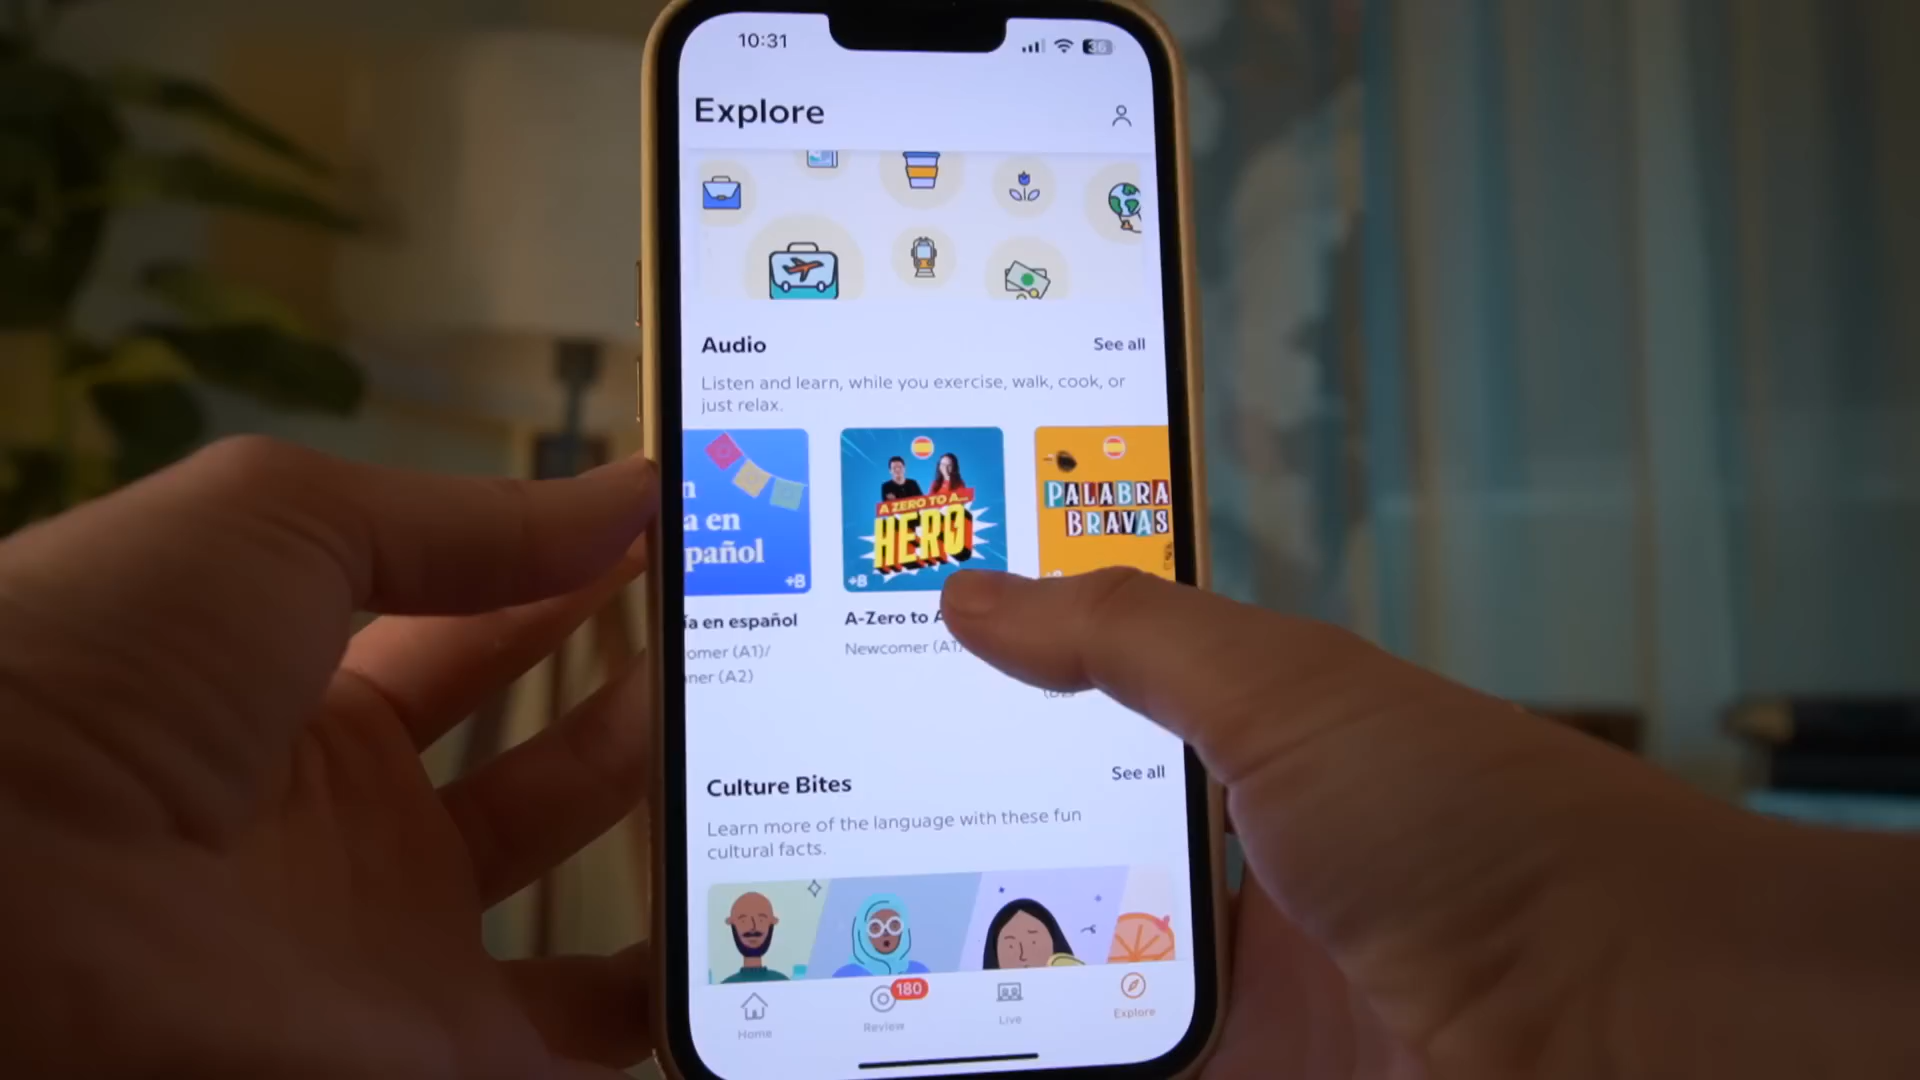 10:31
36
Explore
Audio
See all
Listen and learn, while you exercise, walk, cook, or
just relax.
a en
pañol
+B
A ZERO TO A...
HERO
+B
PALABRA
BRAVAS
ía en español
omer (A1)/
ner (A2)
A-Zero to A
Newcomer (A1)
Culture Bites
See all
Learn more of the language with these fun
cultural facts.
Home
180
Review
Live
Explore